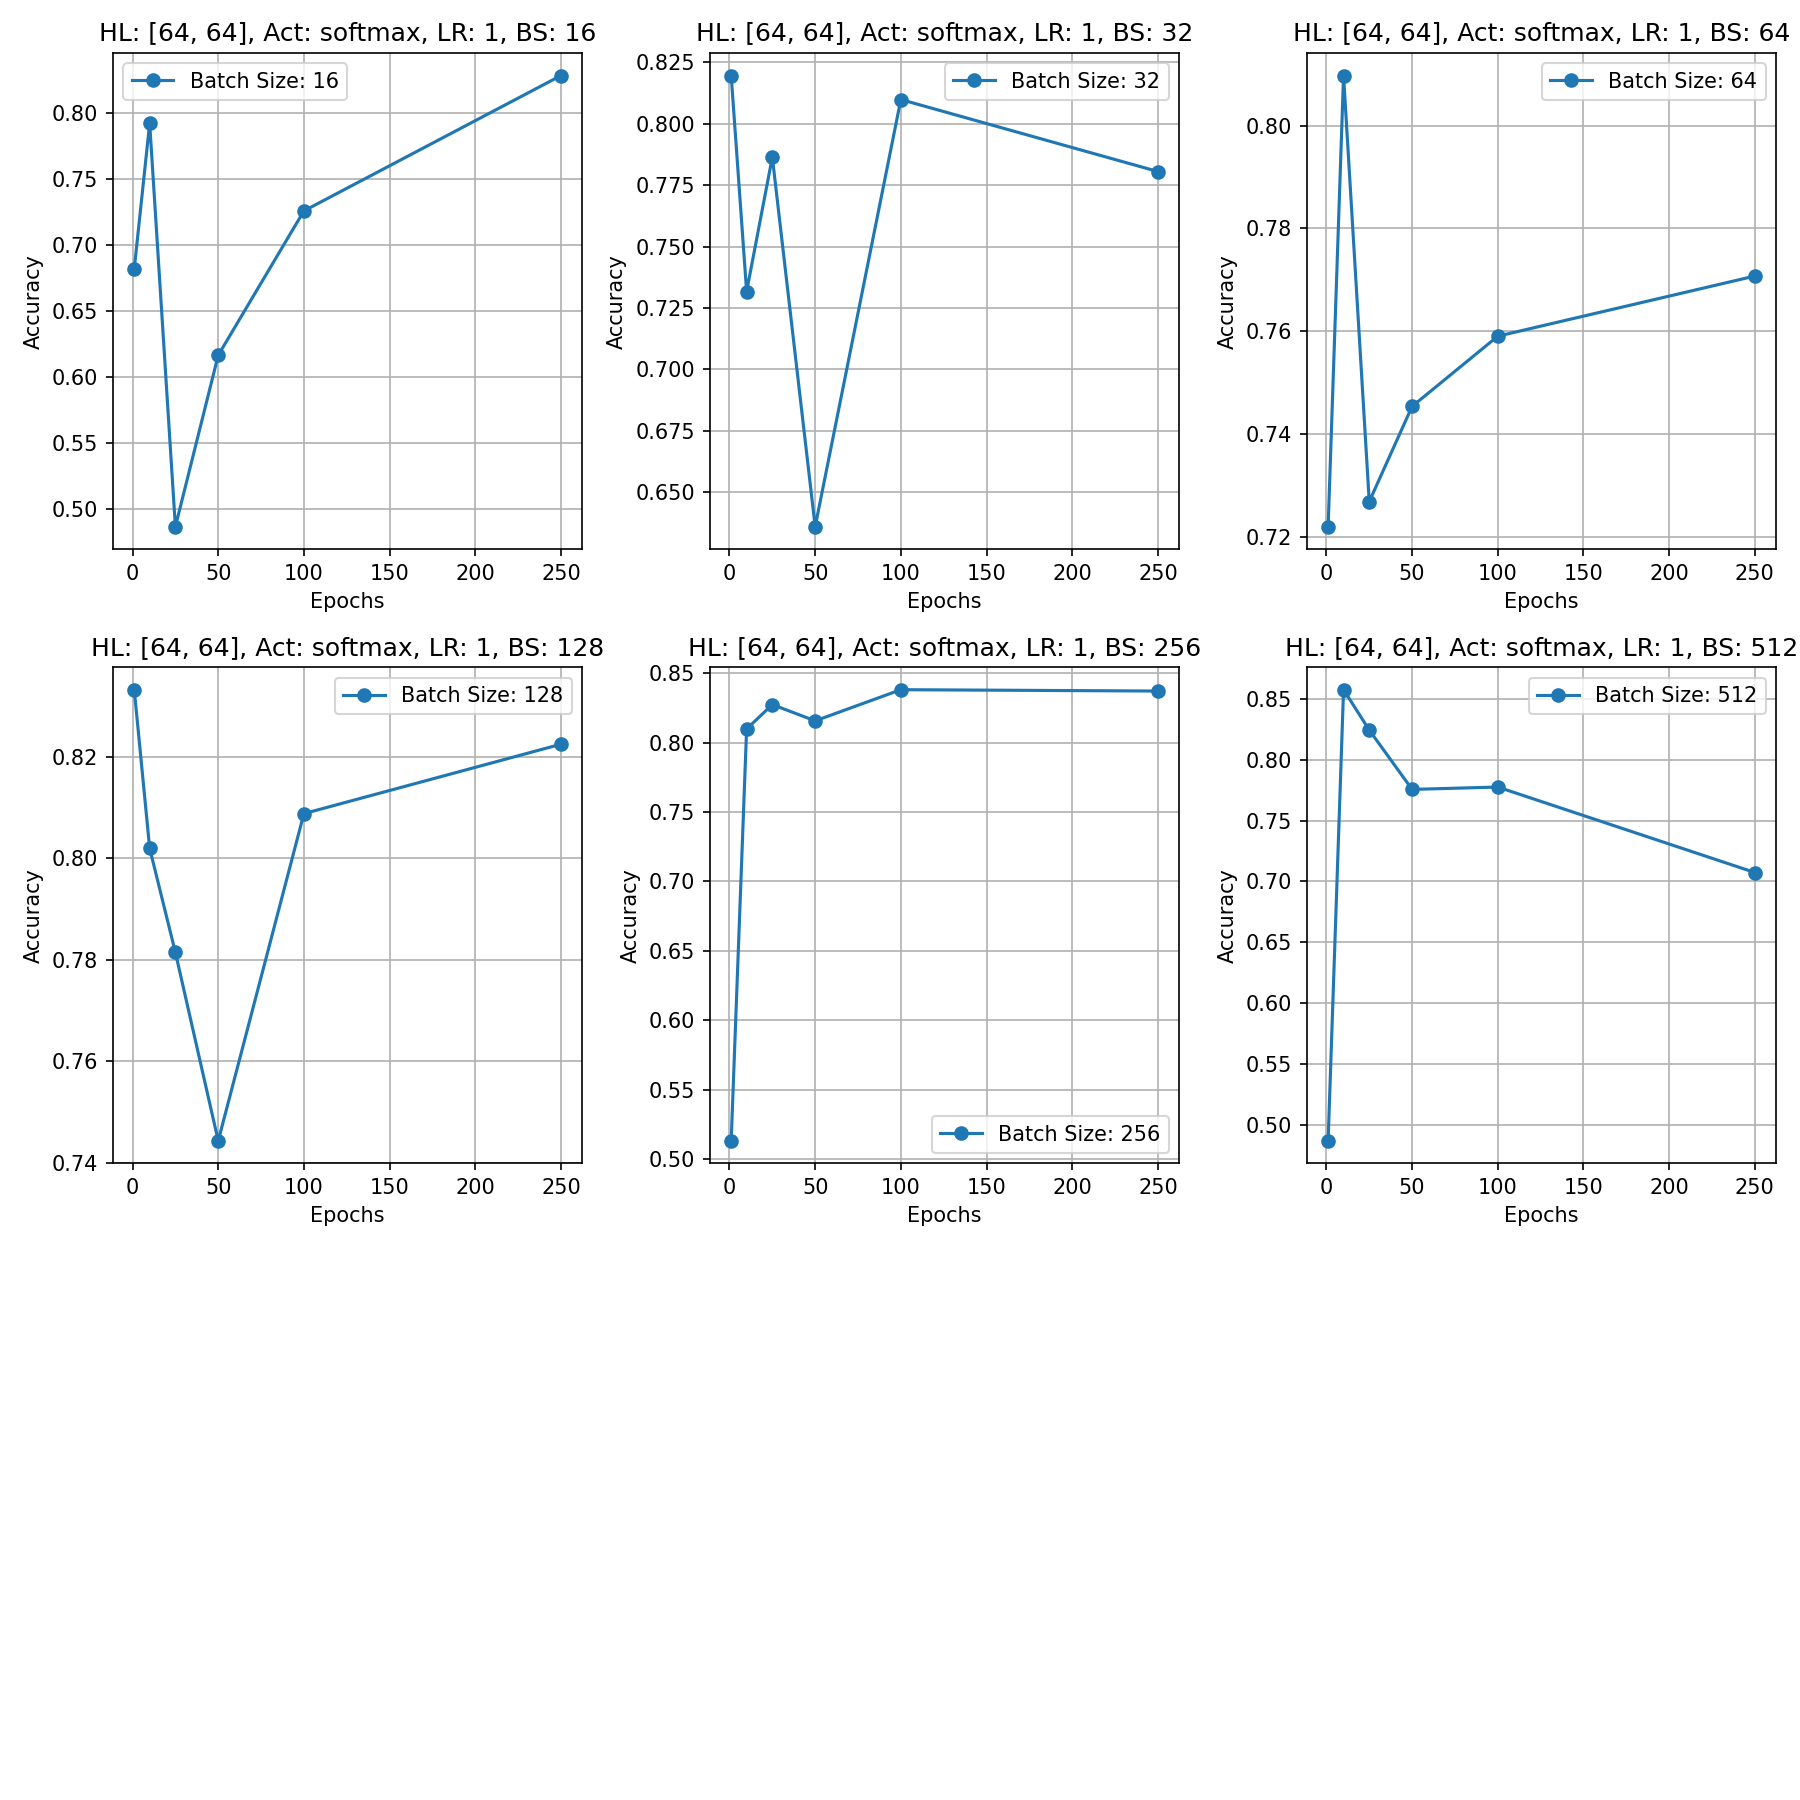 HL: [64, 64], Act: softmax, LR: 1, BS: 16
Batch Size: 16
Accuracy
0.80
0.75
0.70
0.65
0.60
0.55
0.50
0 50 100 150 200 250
Epochs
HL: [64, 64], Act: softmax, LR: 1, BS: 32
Batch Size: 32
Accuracy
0.825
0.800
0.775
0.750
0.725
0.700
0.675
0.650
0 50 100 150 200 250
Epochs
HL: [64, 64], Act: softmax, LR: 1, BS: 64
Batch Size: 64
Accuracy
0.80
0.78
0.76
0.74
0.72
0 50 100 150 200 250
Epochs
HL: [64, 64], Act: softmax, LR: 1, BS: 128
Batch Size: 128
Accuracy
0.82
0.80
0.78
0.76
0.74
0 50 100 150 200 250
Epochs
HL: [64, 64], Act: softmax, LR: 1, BS: 256
Batch Size: 256
Accuracy
0.85
0.80
0.75
0.70
0.65
0.60
0.55
0.50
0 50 100 150 200 250
Epochs
HL: [64, 64], Act: softmax, LR: 1, BS: 512
Batch Size: 512
Accuracy
0.85
0.80
0.75
0.70
0.65
0.60
0.55
0.50
0 50 100 150 200 250
Epochs